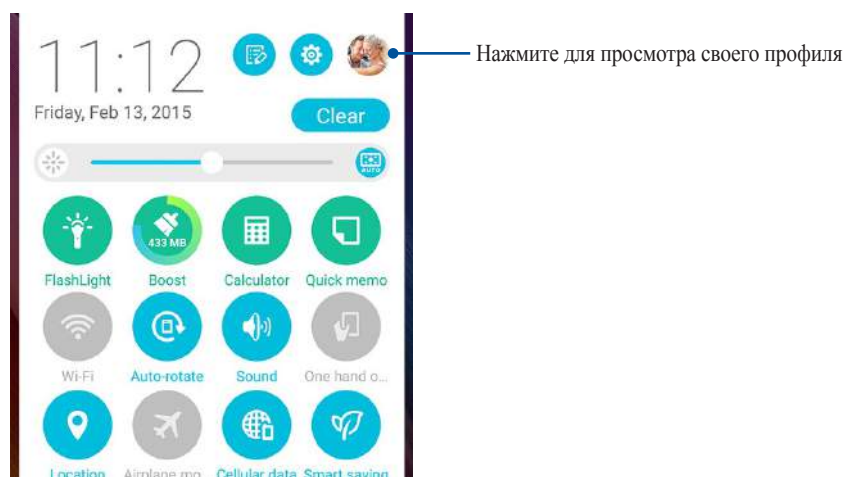 11:12
Нажмите для просмотра своего профиля
Friday, Feb 13, 2015
Clear
AUTO
433 MB
FlashLight Boost Calculator Quick memo
Wi-Fi Auto-rotate Sound One hand o...
Location Airplane mo... Cellular data Smart saving